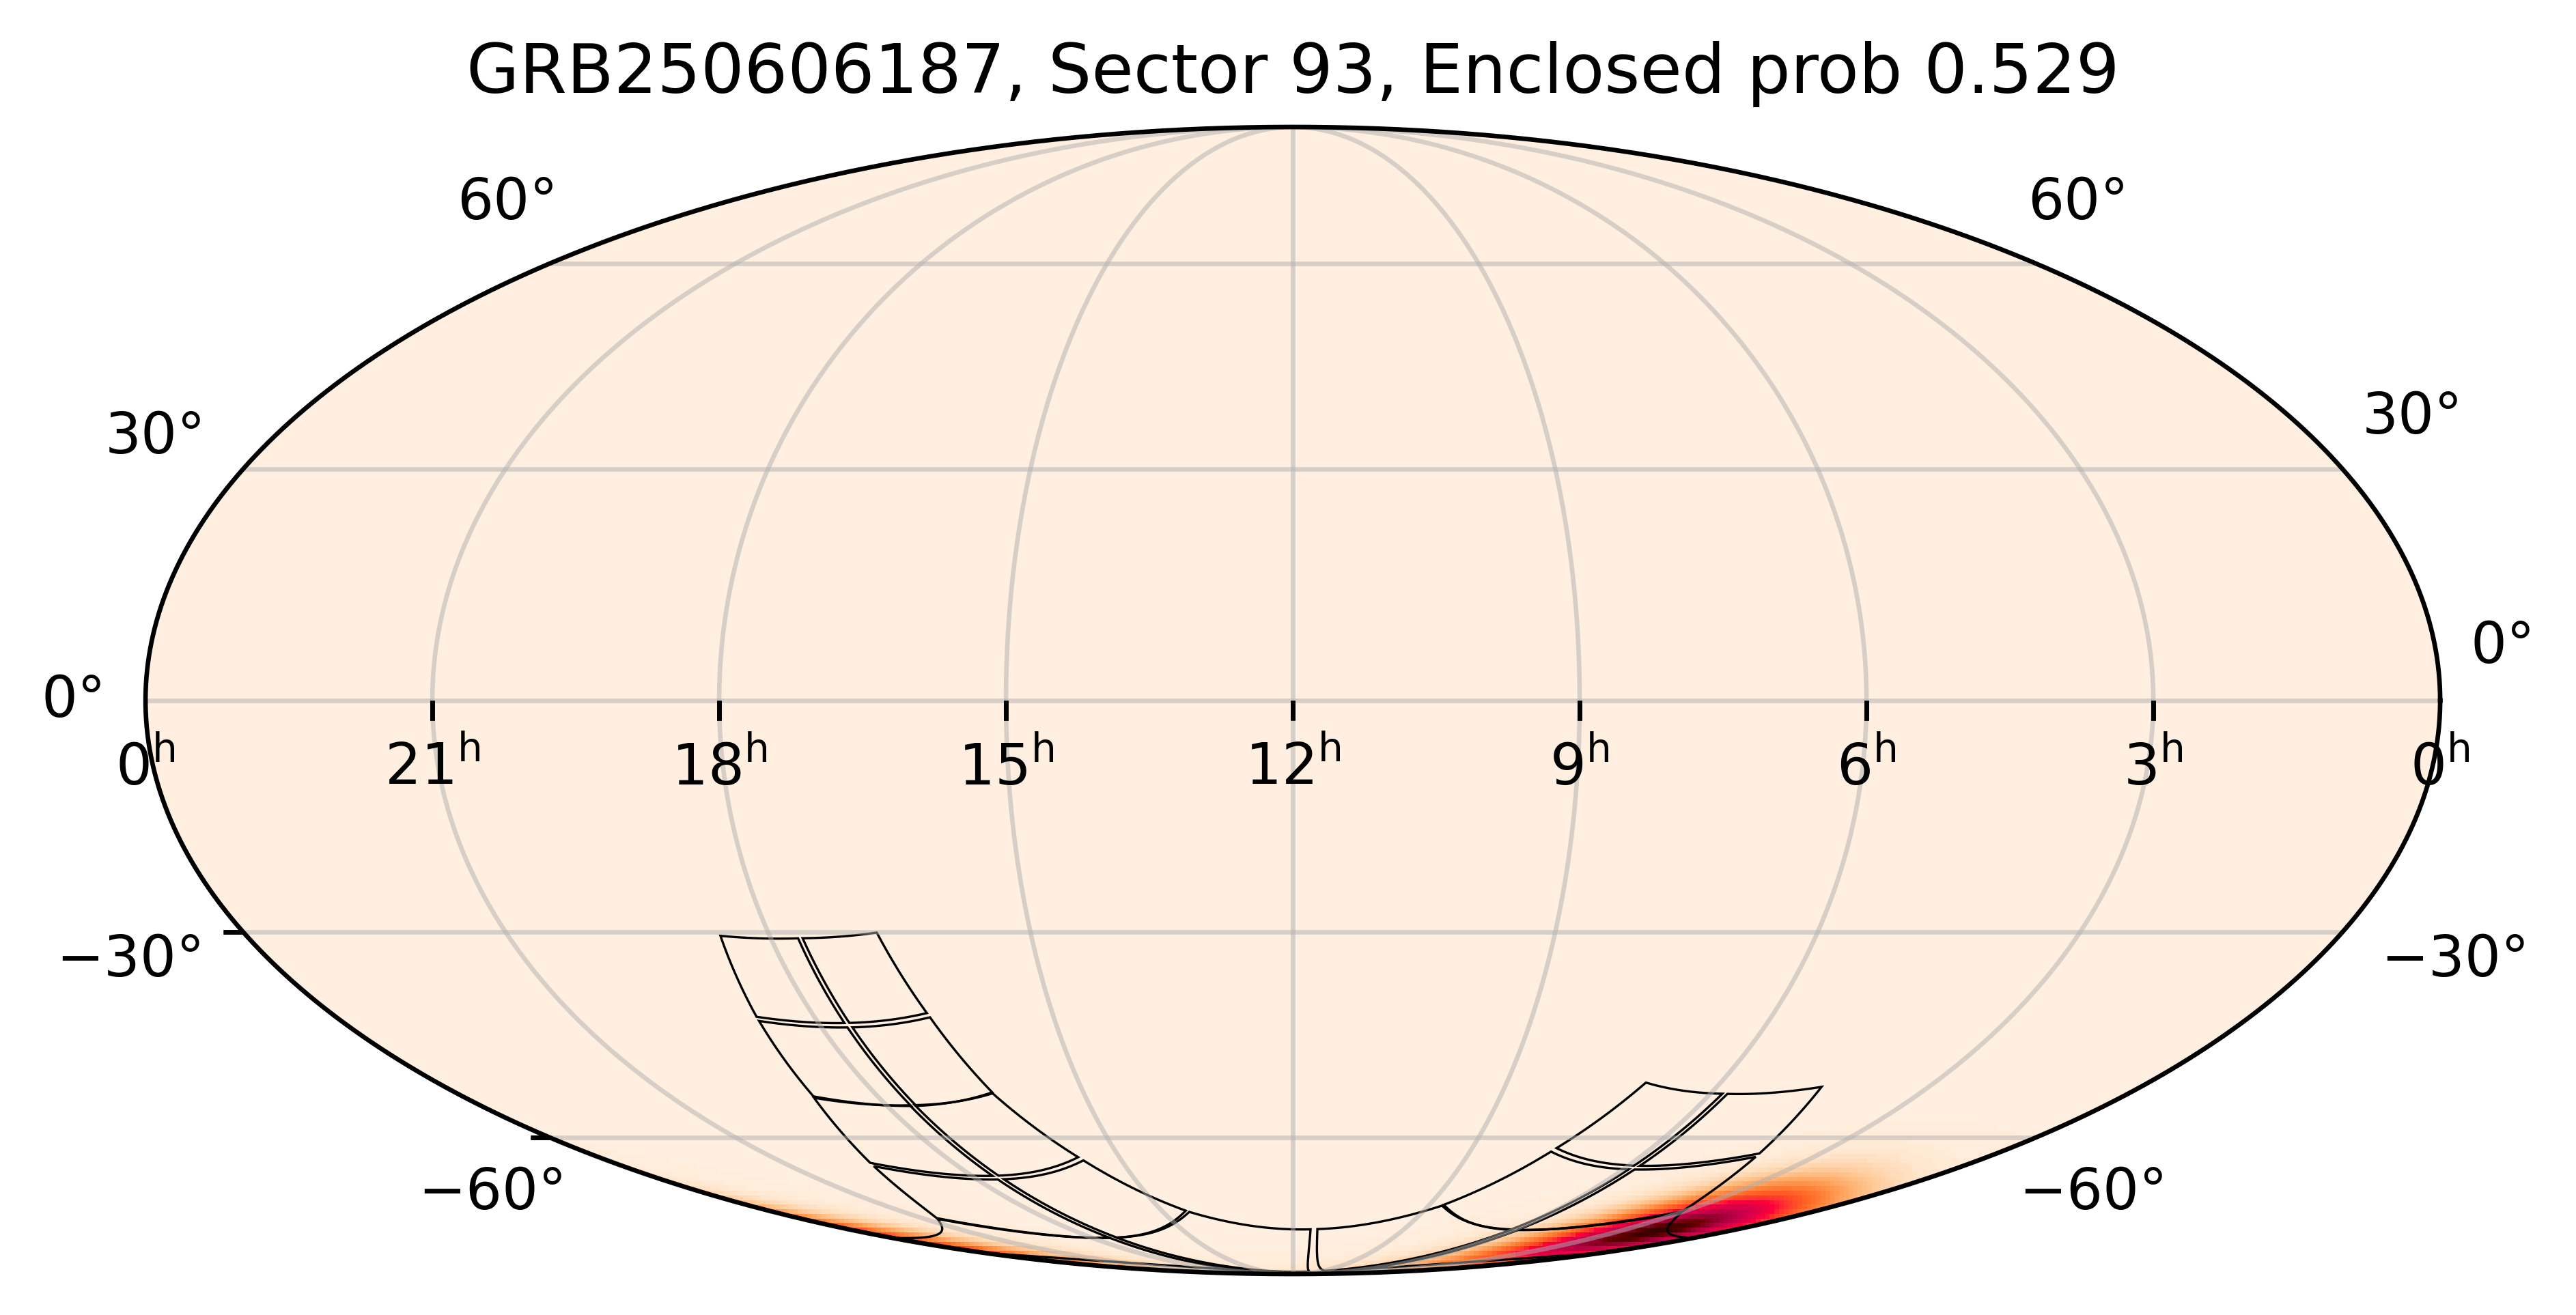 GRB250606187, Sector 93, Enclosed prob 0.529
60° 60°
30° 30°
0° 0°
0ʰ 21ʰ 18ʰ 15ʰ 12ʰ 9ʰ 6ʰ 3ʰ 0ʰ
−30° −30°
−60° −60°